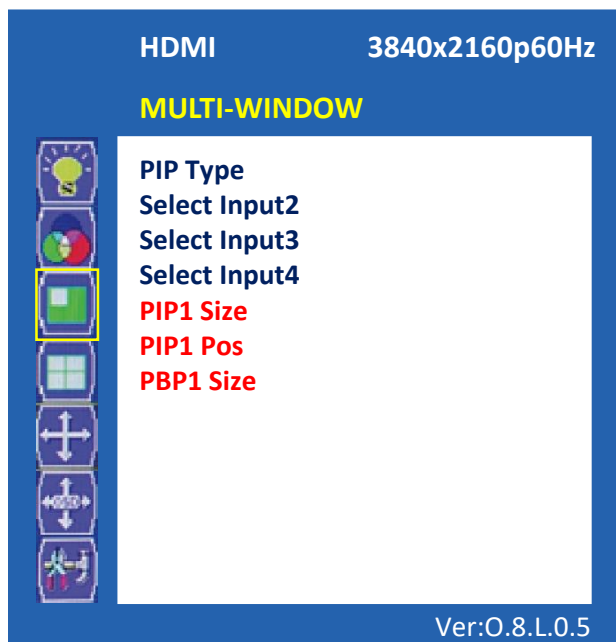 HDMI 3840x2160p60Hz
MULTI-WINDOW
PIP Type
Select Input2
Select Input3
Select Input4
PIP1 Size
PIP1 Pos
PBP1 Size
Ver:O.8.L.0.5